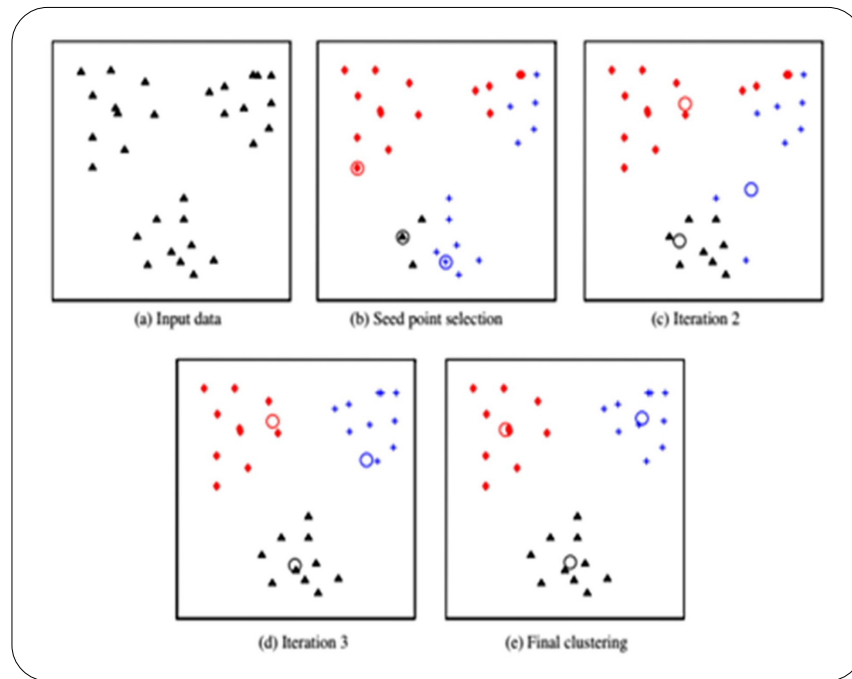 (a) Input data
(b) Seed point selection
(c) Iteration 2
(d) Iteration 3
(e) Final clustering